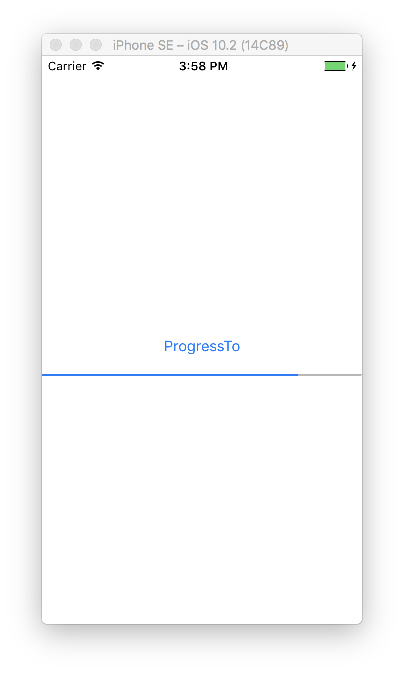 iPhone SE – iOS 10.2 (14C89)
Carrier 3:58 PM
ProgressTo